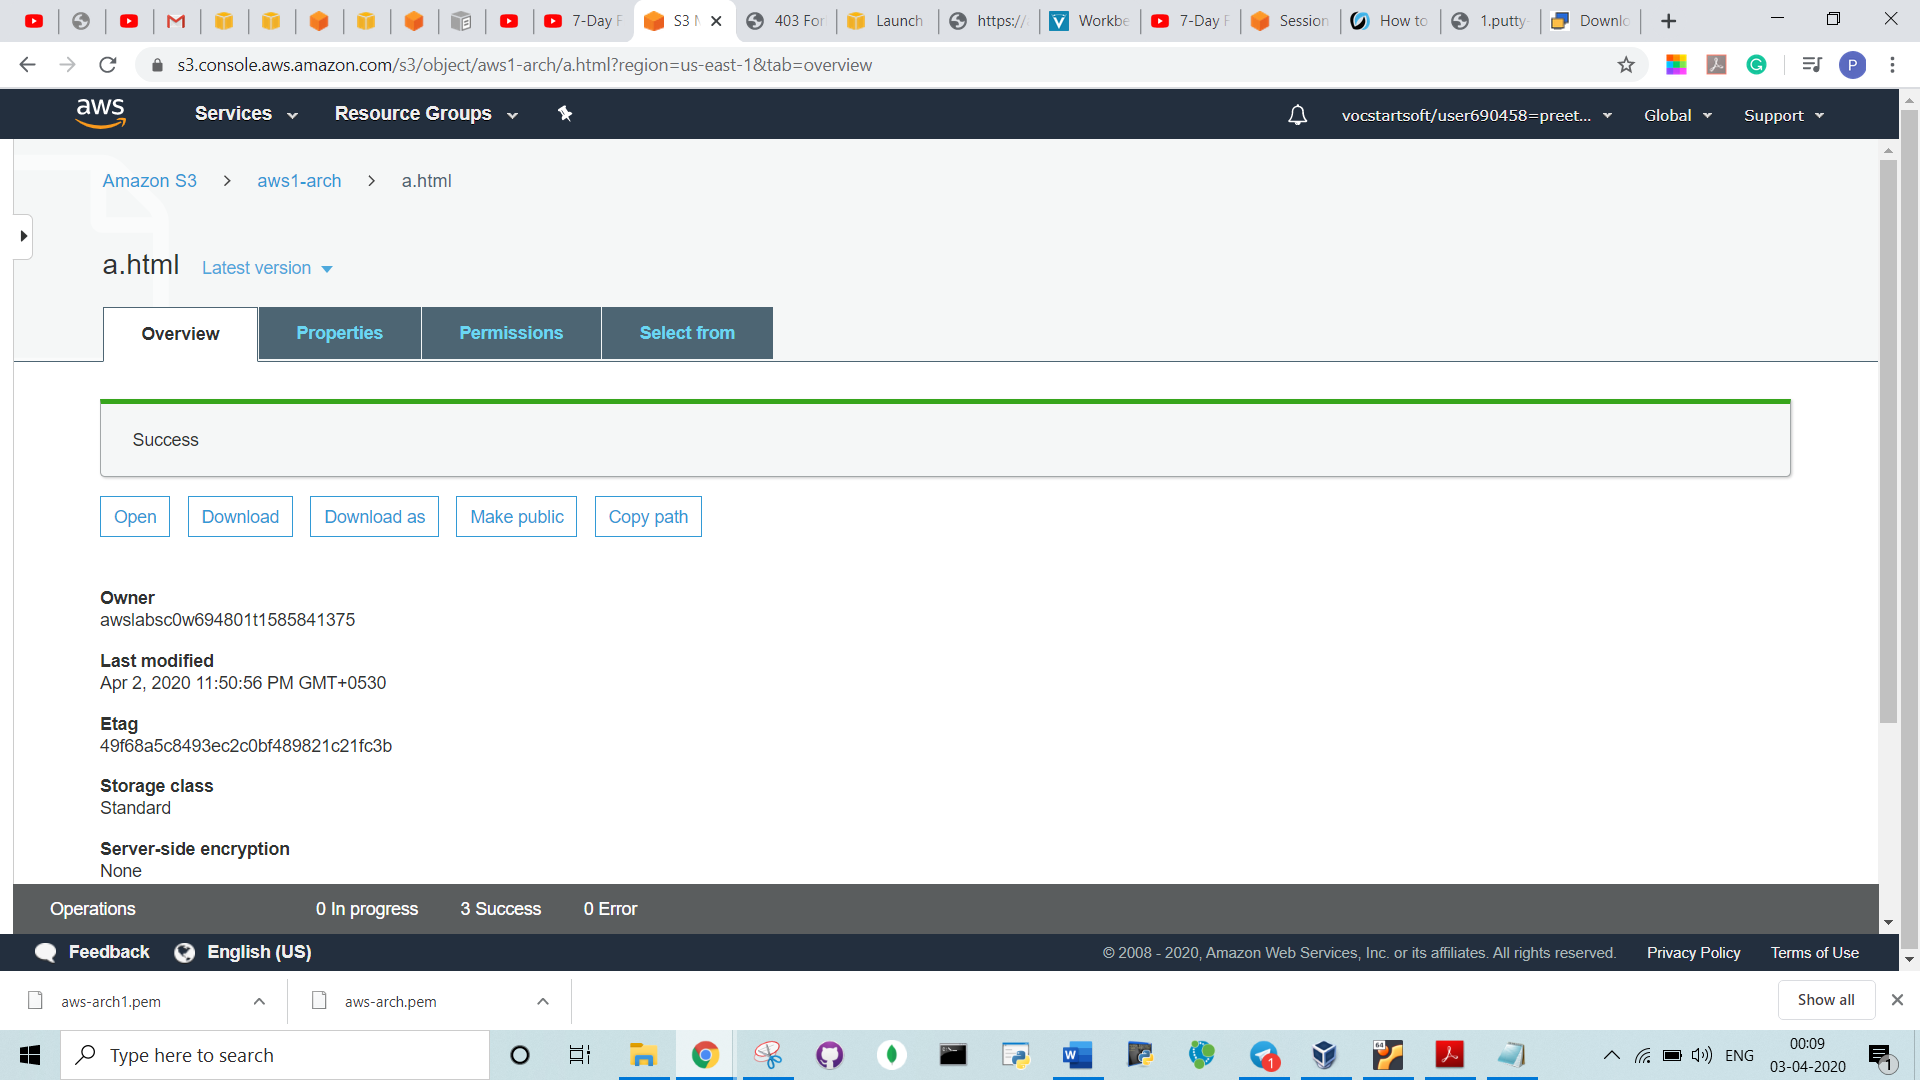 7-Day F
S3 M
403 For
Launch
https://
Workbe
7-Day F
Session
How to
1.putty-
Downlo
s3.console.aws.amazon.com/s3/object/aws1-arch/a.html?region=us-east-1&tab=overview
P
aws
Services
Resource Groups
vocstartsoft/user690458=preet...
Global
Support
Amazon S3 > aws1-arch > a.html
a.html
Latest version
Overview
Properties
Permissions
Select from
Success
Open
Download
Download as
Make public
Copy path
Owner
awslabsc0w694801t1585841375
Last modified
Apr 2, 2020 11:50:56 PM GMT+0530
Etag
49f68a5c8493ec2c0bf489821c21fc3b
Storage class
Standard
Server-side encryption
None
Operations
0 In progress
3 Success
0 Error
Feedback
English (US)
© 2008 - 2020, Amazon Web Services, Inc. or its affiliates. All rights reserved.
Privacy Policy
Terms of Use
aws-arch1.pem
aws-arch.pem
Show all
Type here to search
ENG
00:09
03-04-2020
1